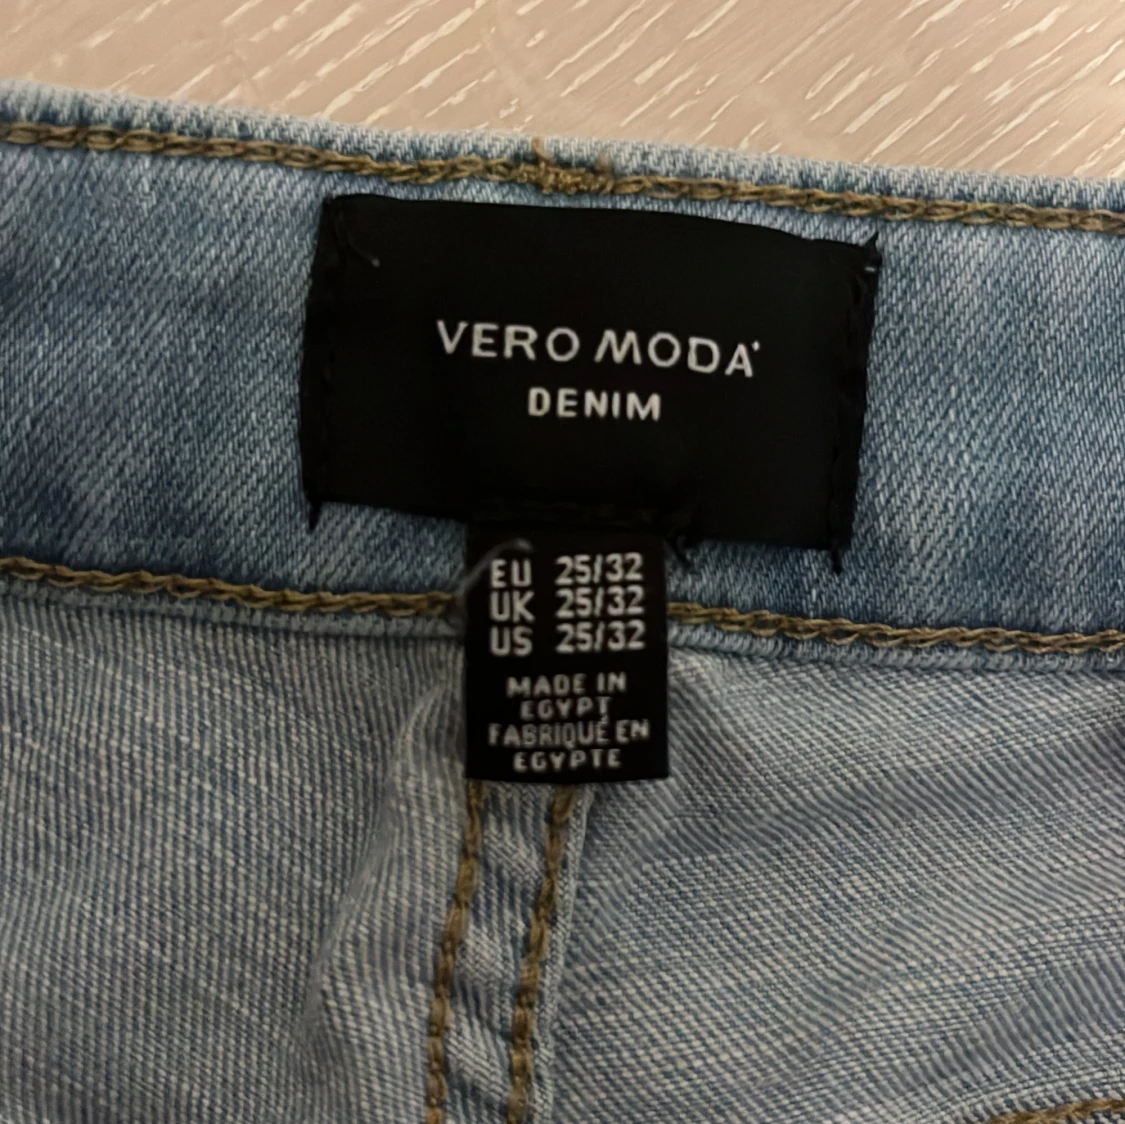 VERO MODA
DENIM
EU 25/32
UK 25/32
US 25/32
MADE IN
EGYPT
FABRIQUÉ EN
EGYPTE